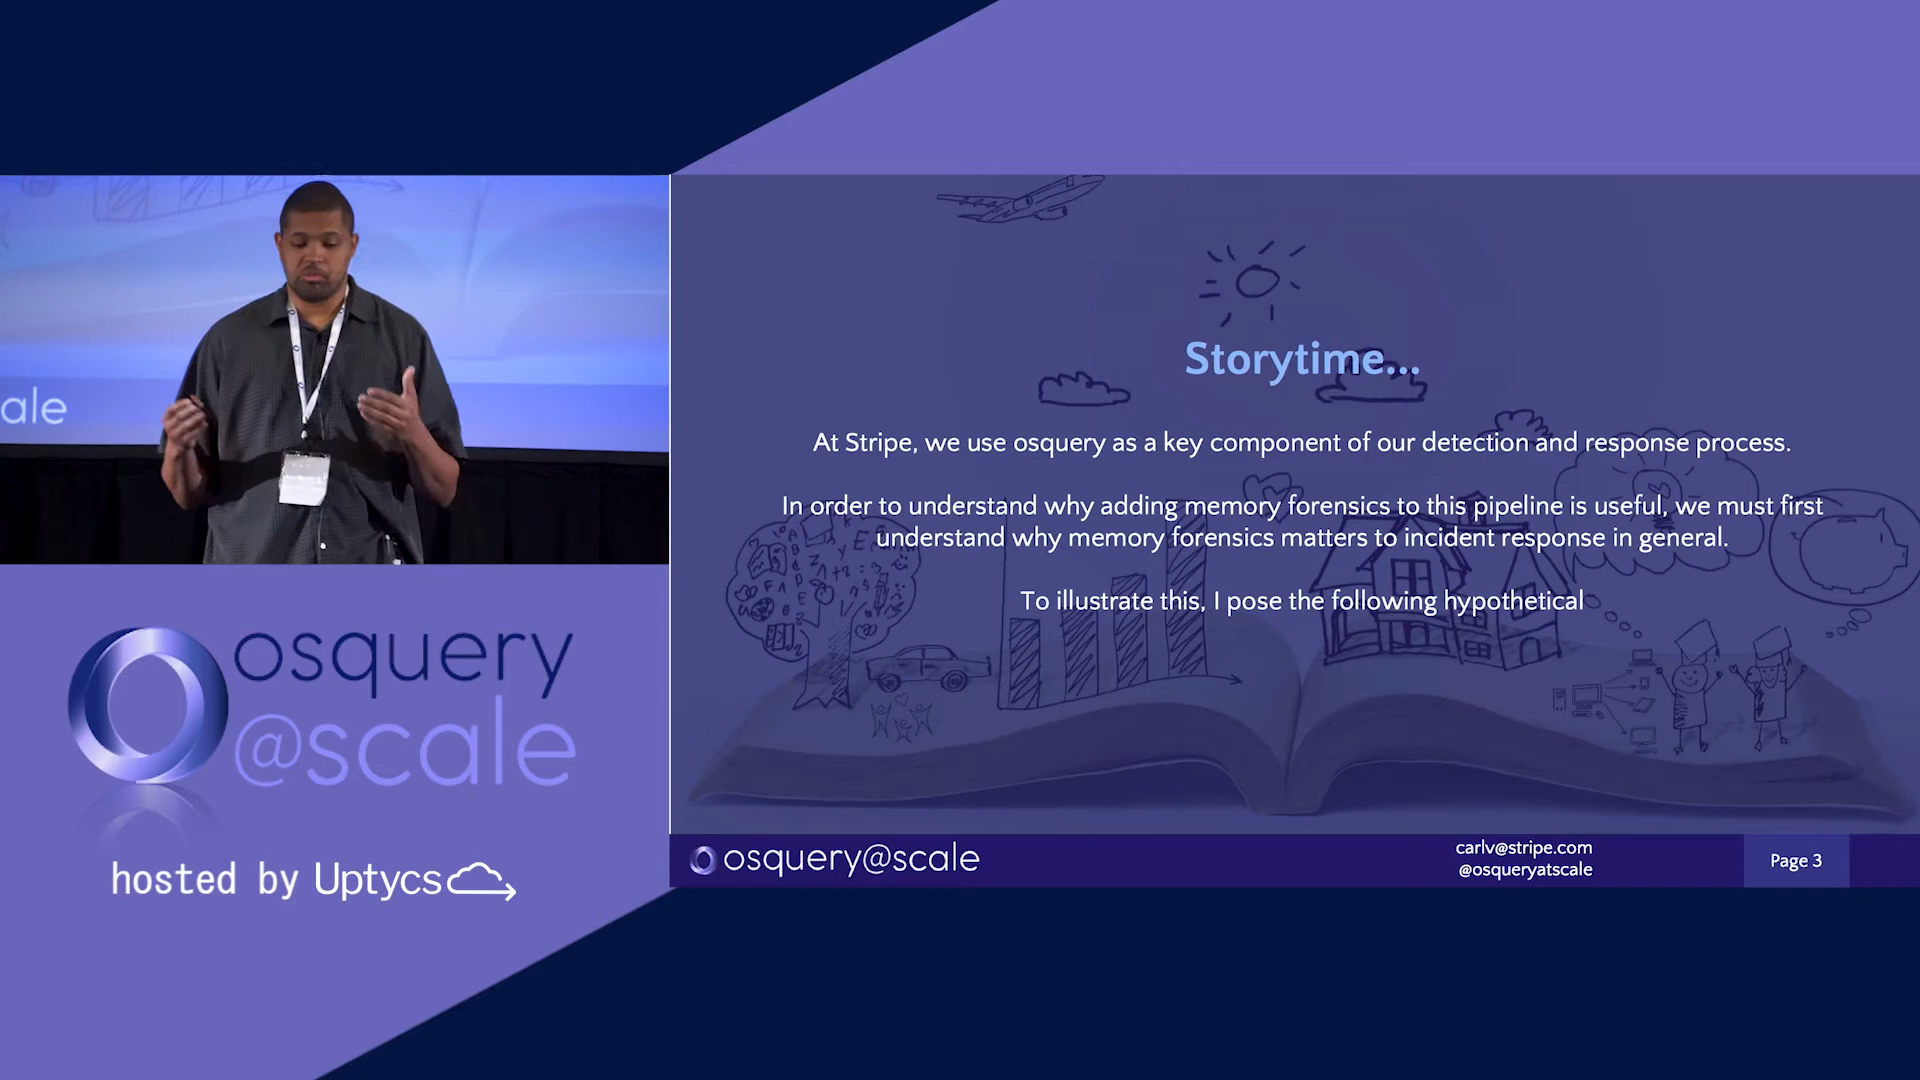 ale
osquery
@scale
hosted by Uptycs
Storytime...
At Stripe, we use osquery as a key component of our detection and response process.
In order to understand why adding memory forensics to this pipeline is useful, we must first
understand why memory forensics matters to incident response in general.
To illustrate this, I pose the following hypothetical
osquery@scale
carlv@stripe.com
@osqueryatscale
Page 3